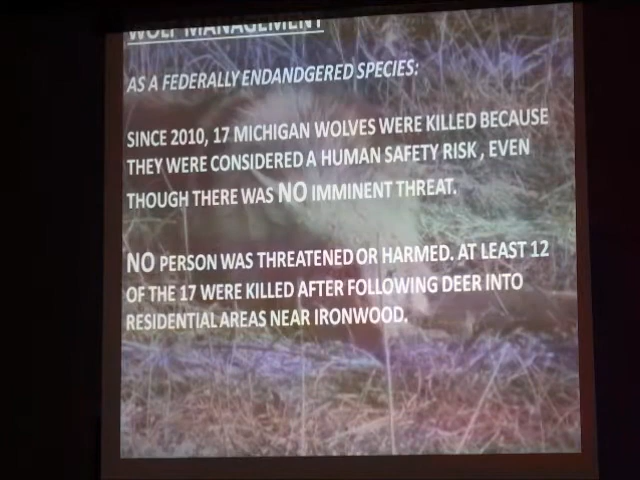 WOLF MANAGEMENT
AS A FEDERALLY ENDANDGERED SPECIES:
SINCE 2010, 17 MICHIGAN WOLVES WERE KILLED BECAUSE
THEY WERE CONSIDERED A HUMAN SAFETY RISK , EVEN
THOUGH THERE WAS NO IMMINENT THREAT.
NO PERSON WAS THREATENED OR HARMED. AT LEAST 12
OF THE 17 WERE KILLED AFTER FOLLOWING DEER INTO
RESIDENTIAL AREAS NEAR IRONWOOD.